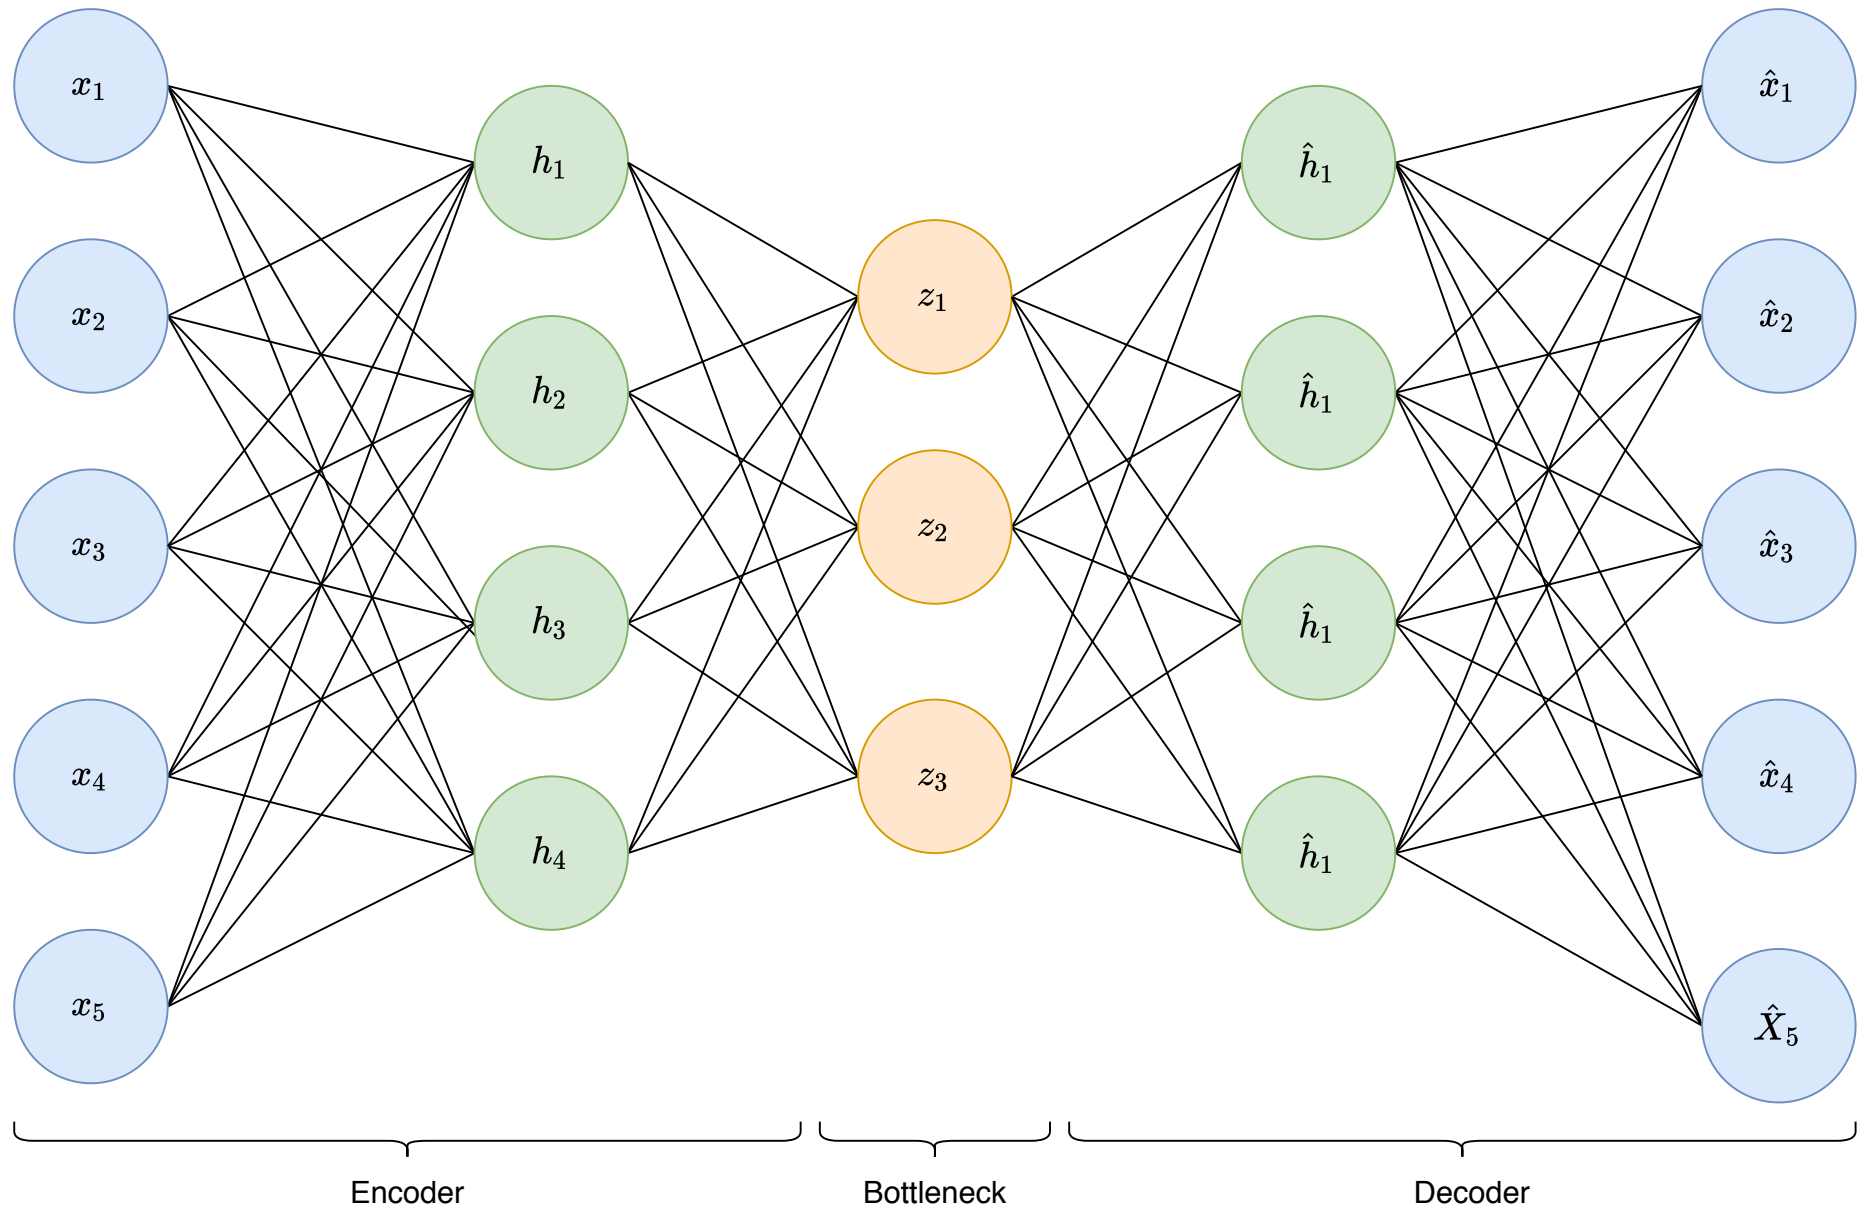 x₁
x₂
x₃
x₄
x₅
h₁
h₂
h₃
h₄
z₁
z₂
z₃
ĥ₁
ĥ₁
ĥ₁
ĥ₁
x̂₁
x̂₂
x̂₃
x̂₄
X̂₅
Encoder
Bottleneck
Decoder